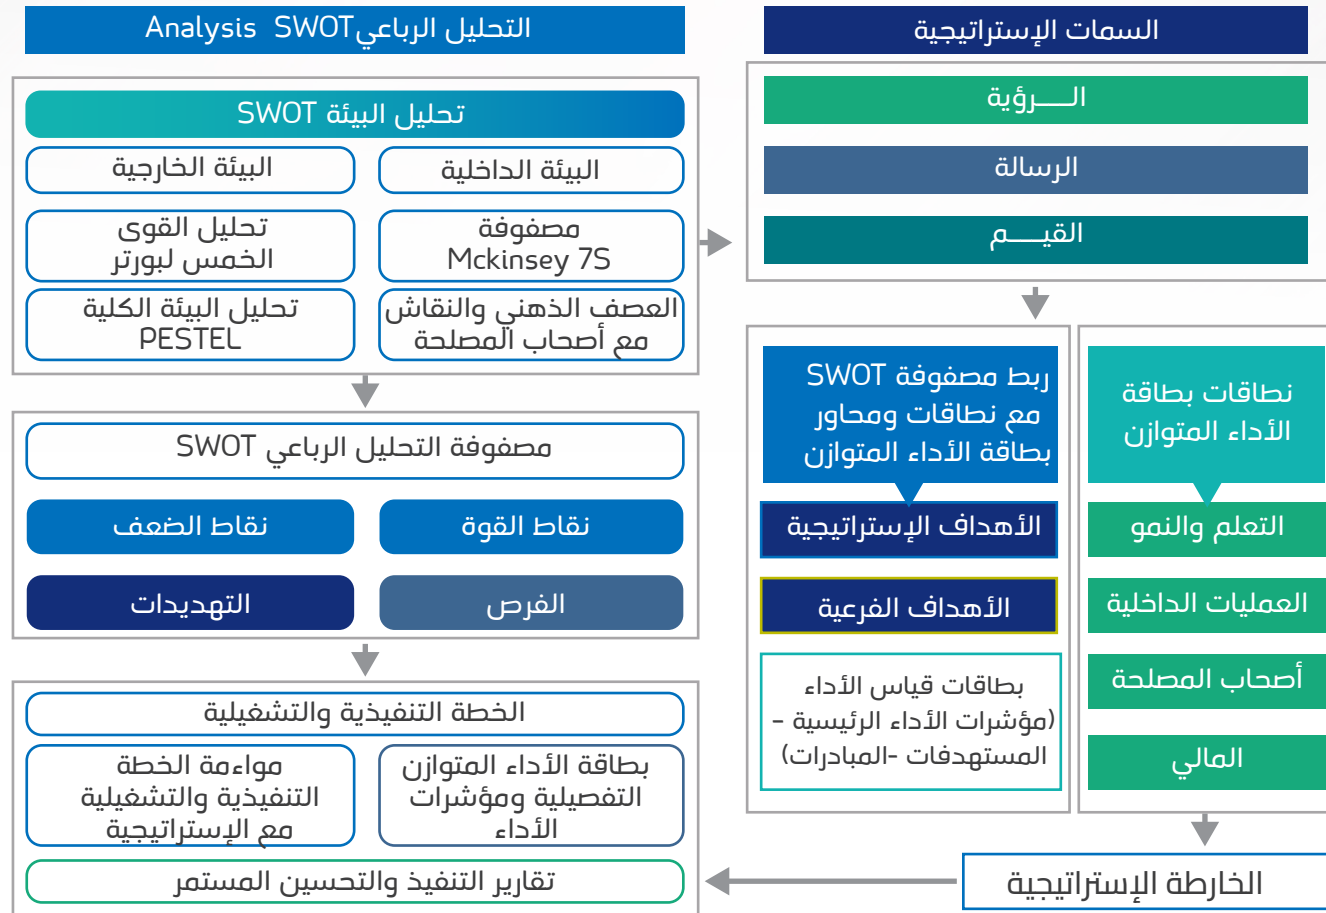 السمات الإستراتيجية
الـــــرؤية
الرسالة
القيـــــم
التحليل الرباعيAnalysis SWOT
تحليل البيئة SWOT
البيئة الداخلية
البيئة الخارجية
مصفوفة
Mckinsey 7S
تحليل القوى
الخمس لبورتر
العصف الذهني والنقاش
مع أصحاب المصلحة
تحليل البيئة الكلية
PESTEL
نطاقات بطاقة
الأداء المتوازن
التعلم والنمو
العمليات الداخلية
أصحاب المصلحة
المالي
ربط مصفوفة SWOT
مع نطاقات ومحاور
بطاقة الأداء المتوازن
الأهداف الإستراتيجية
الأهداف الفرعية
بطاقات قياس الأداء
(مؤشرات الأداء الرئيسية -
المستهدفات -المبادرات)
مصفوفة التحليل الرباعي SWOT
نقاط القوة
نقاط الضعف
الفرص
التهديدات
الخارطة الإستراتيجية
الخطة التنفيذية والتشغيلية
بطاقة الأداء المتوازن
التفصيلية ومؤشرات
الأداء
مواءمة الخطة
التنفيذية والتشغيلية
مع الإستراتيجية
تقارير التنفيذ والتحسين المستمر